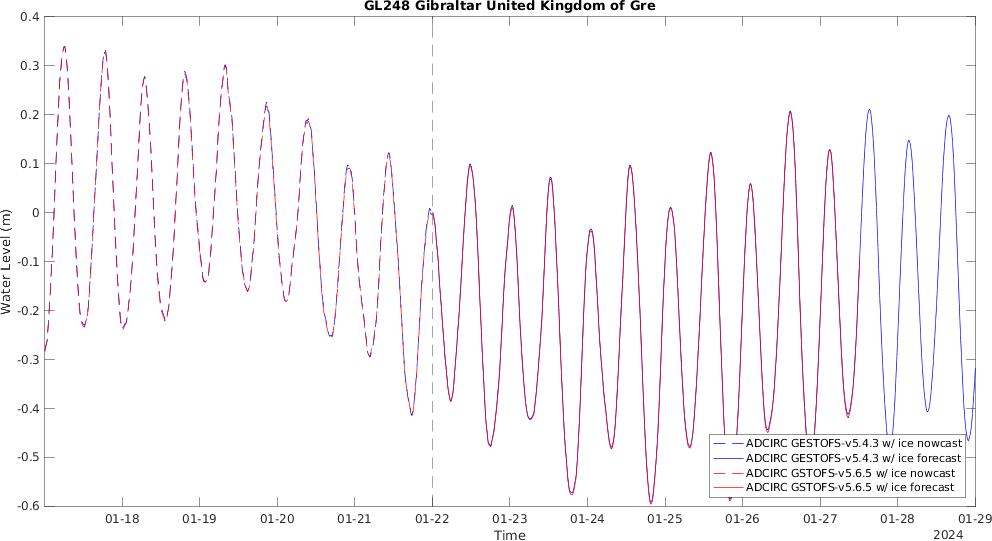 GL248 Gibraltar United Kingdom of Gre
0.4
0.3
0.2
0.1
0
-0.1
-0.2
-0.3
-0.4
-0.5
-0.6
Water Level (m)
ADCIRC GESTOFS-v5.4.3 w/ ice nowcast
ADCIRC GESTOFS-v5.4.3 w/ ice forecast
ADCIRC GSTOFS-v5.6.5 w/ ice nowcast
ADCIRC GSTOFS-v5.6.5 w/ ice forecast
01-18 01-19 01-20 01-21 01-22 01-23 01-24 01-25 01-26 01-27 01-28 01-29
Time
2024